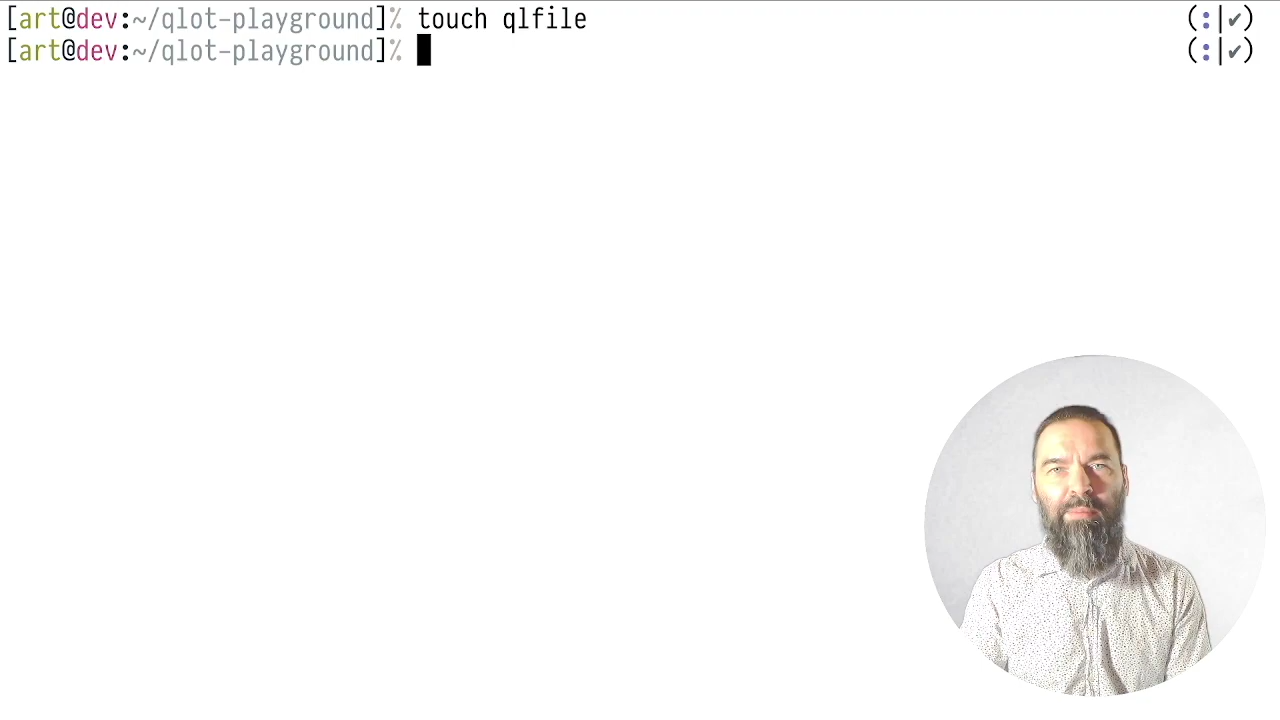 [art@dev:~/qlot-playground]% touch qlfile (:|✔)
[art@dev:~/qlot-playground]% (:|✔)